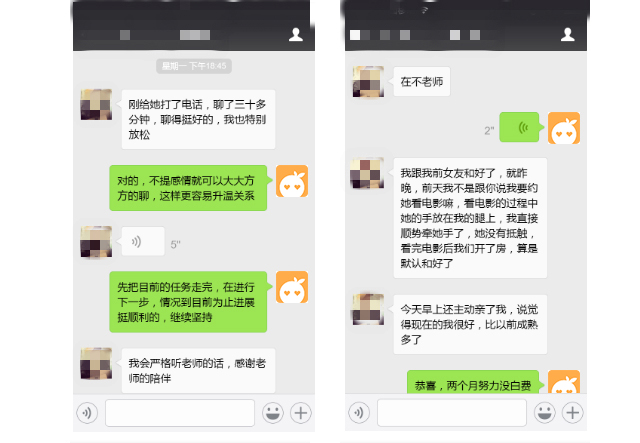 星期一 下午18:45
刚给她打了电话，聊了三十多
分钟，聊得挺好的，我也特别
放松
对的，不提感情就可以大大方
方的聊，这样更容易升温关系
5"
先把目前的任务走完，在进行
下一步，情况到目前为止进展
挺顺利的，继续坚持
我会严格听老师的话，感谢老
师的陪伴
在不老师
2"
我跟我前女友和好了，就昨
晚，前天我不是跟你说我要约
她看电影嘛，看电影的过程中
她的手放在我的腿上，我直接
顺势牵她手了，她没有抵触，
看完电影后我们开了房，算是
默认和好了
今天早上还主动亲了我，说觉
得现在的我很好，比以前成熟
多了
恭喜，两个月努力没白费